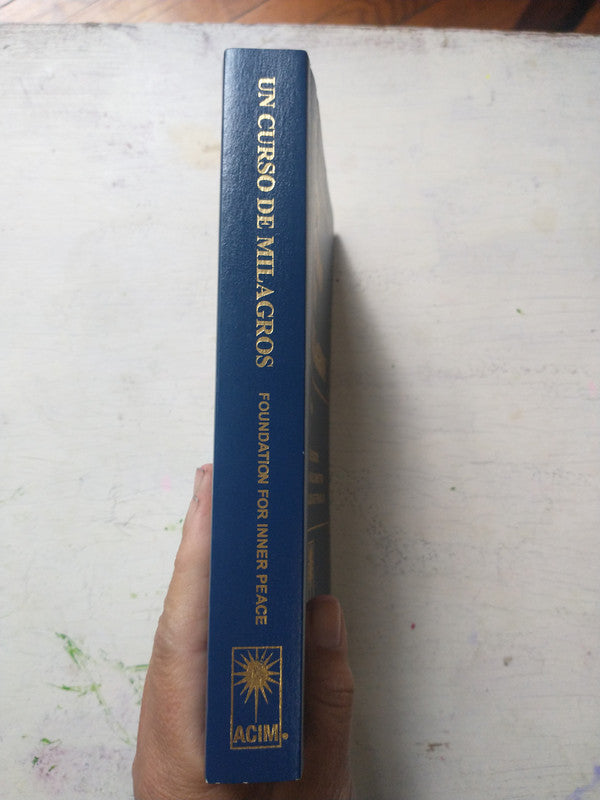 UN CURSO DE MILAGROS
FOUNDATION FOR INNER PEACE
ACIM®